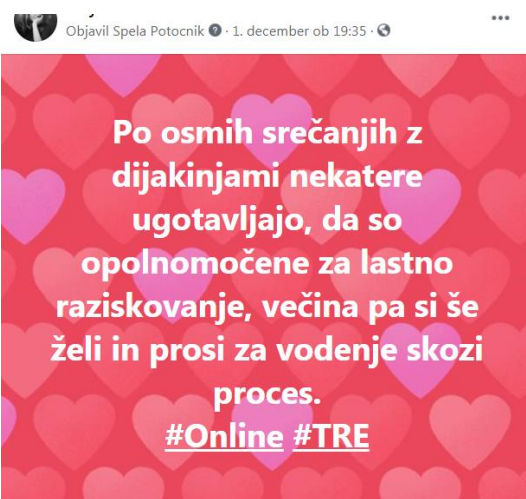 Objavil Spela Potocnik · 1. december ob 19:35 ·
Po osmih srečanjih z
dijakinjami nekatere
ugotavljajo, da so
opolnomočene za lastno
raziskovanje, večina pa si še
želi in prosi za vodenje skozi
proces.
#Online #TRE